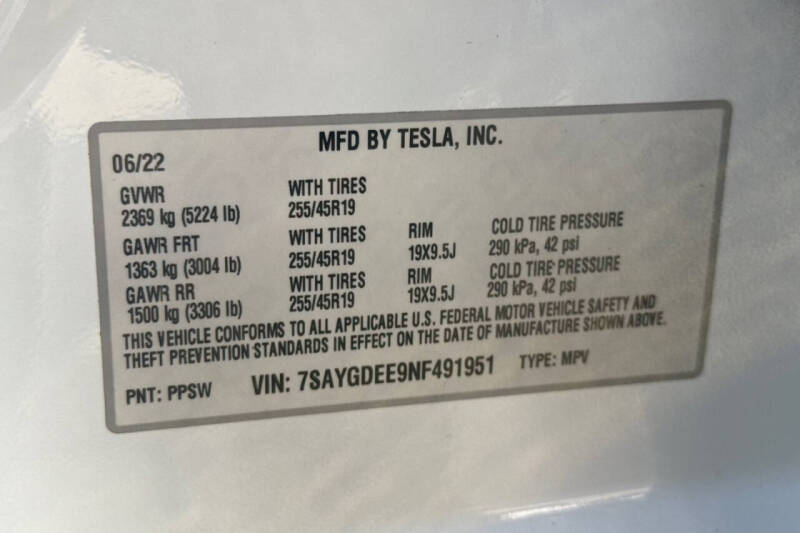 MFD BY TESLA, INC.
06/22
GVWR WITH TIRES
2369 kg (5224 lb) 255/45R19
GAWR FRT WITH TIRES RIM COLD TIRE PRESSURE
1363 kg (3004 lb) 255/45R19 19X9.5J 290 kPa, 42 psi
GAWR RR WITH TIRES RIM COLD TIRE PRESSURE
1500 kg (3306 lb) 255/45R19 19X9.5J 290 kPa, 42 psi
THIS VEHICLE CONFORMS TO ALL APPLICABLE U.S. FEDERAL MOTOR VEHICLE SAFETY AND
THEFT PREVENTION STANDARDS IN EFFECT ON THE DATE OF MANUFACTURE SHOWN ABOVE.
PNT: PPSW VIN: 7SAYGDEE9NF491951 TYPE: MPV